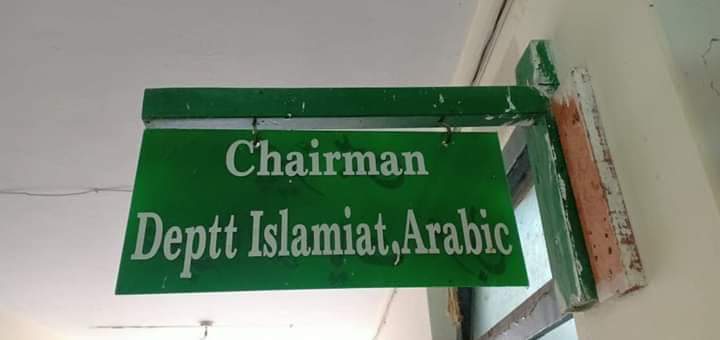 Chairman
Deptt Islamiat,Arabic